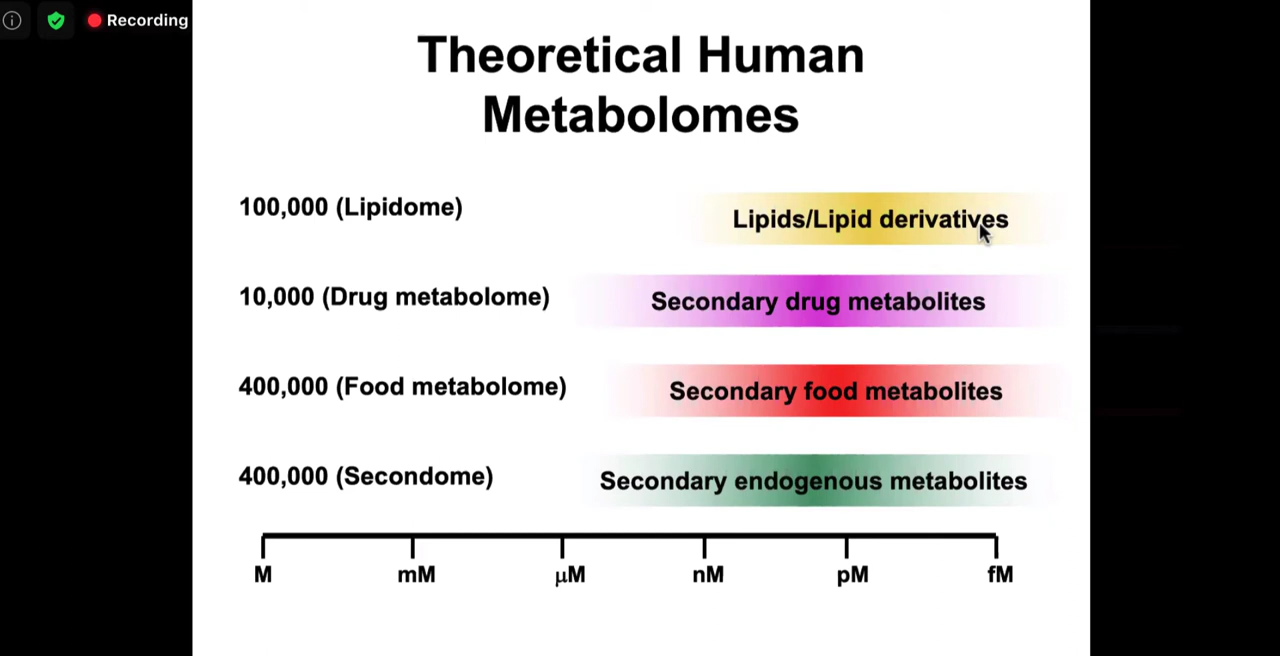 Recording
Theoretical Human
Metabolomes
100,000 (Lipidome)
Lipids/Lipid derivatives
10,000 (Drug metabolome)
Secondary drug metabolites
400,000 (Food metabolome)
Secondary food metabolites
400,000 (Secondome)
Secondary endogenous metabolites
M mM μM nM pM fM